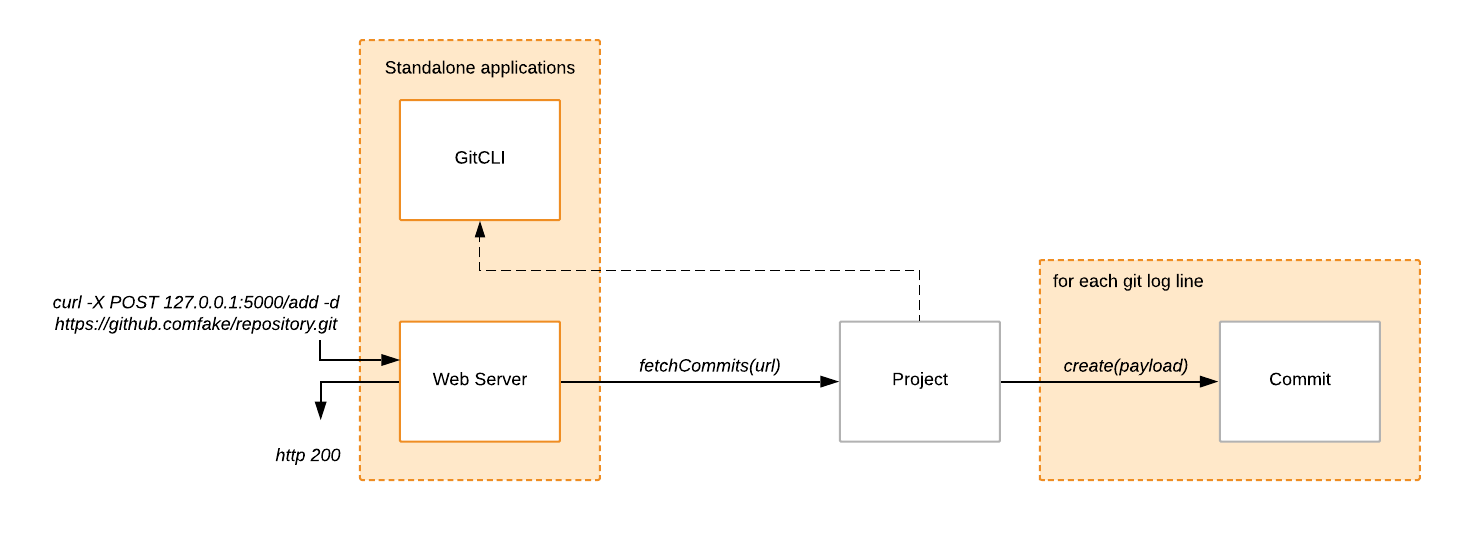 Standalone applications
GitCLI
curl -X POST 127.0.0.1:5000/add -d
https://github.comfake/repository.git
for each git log line
Web Server
fetchCommits(url)
Project
create(payload)
Commit
http 200